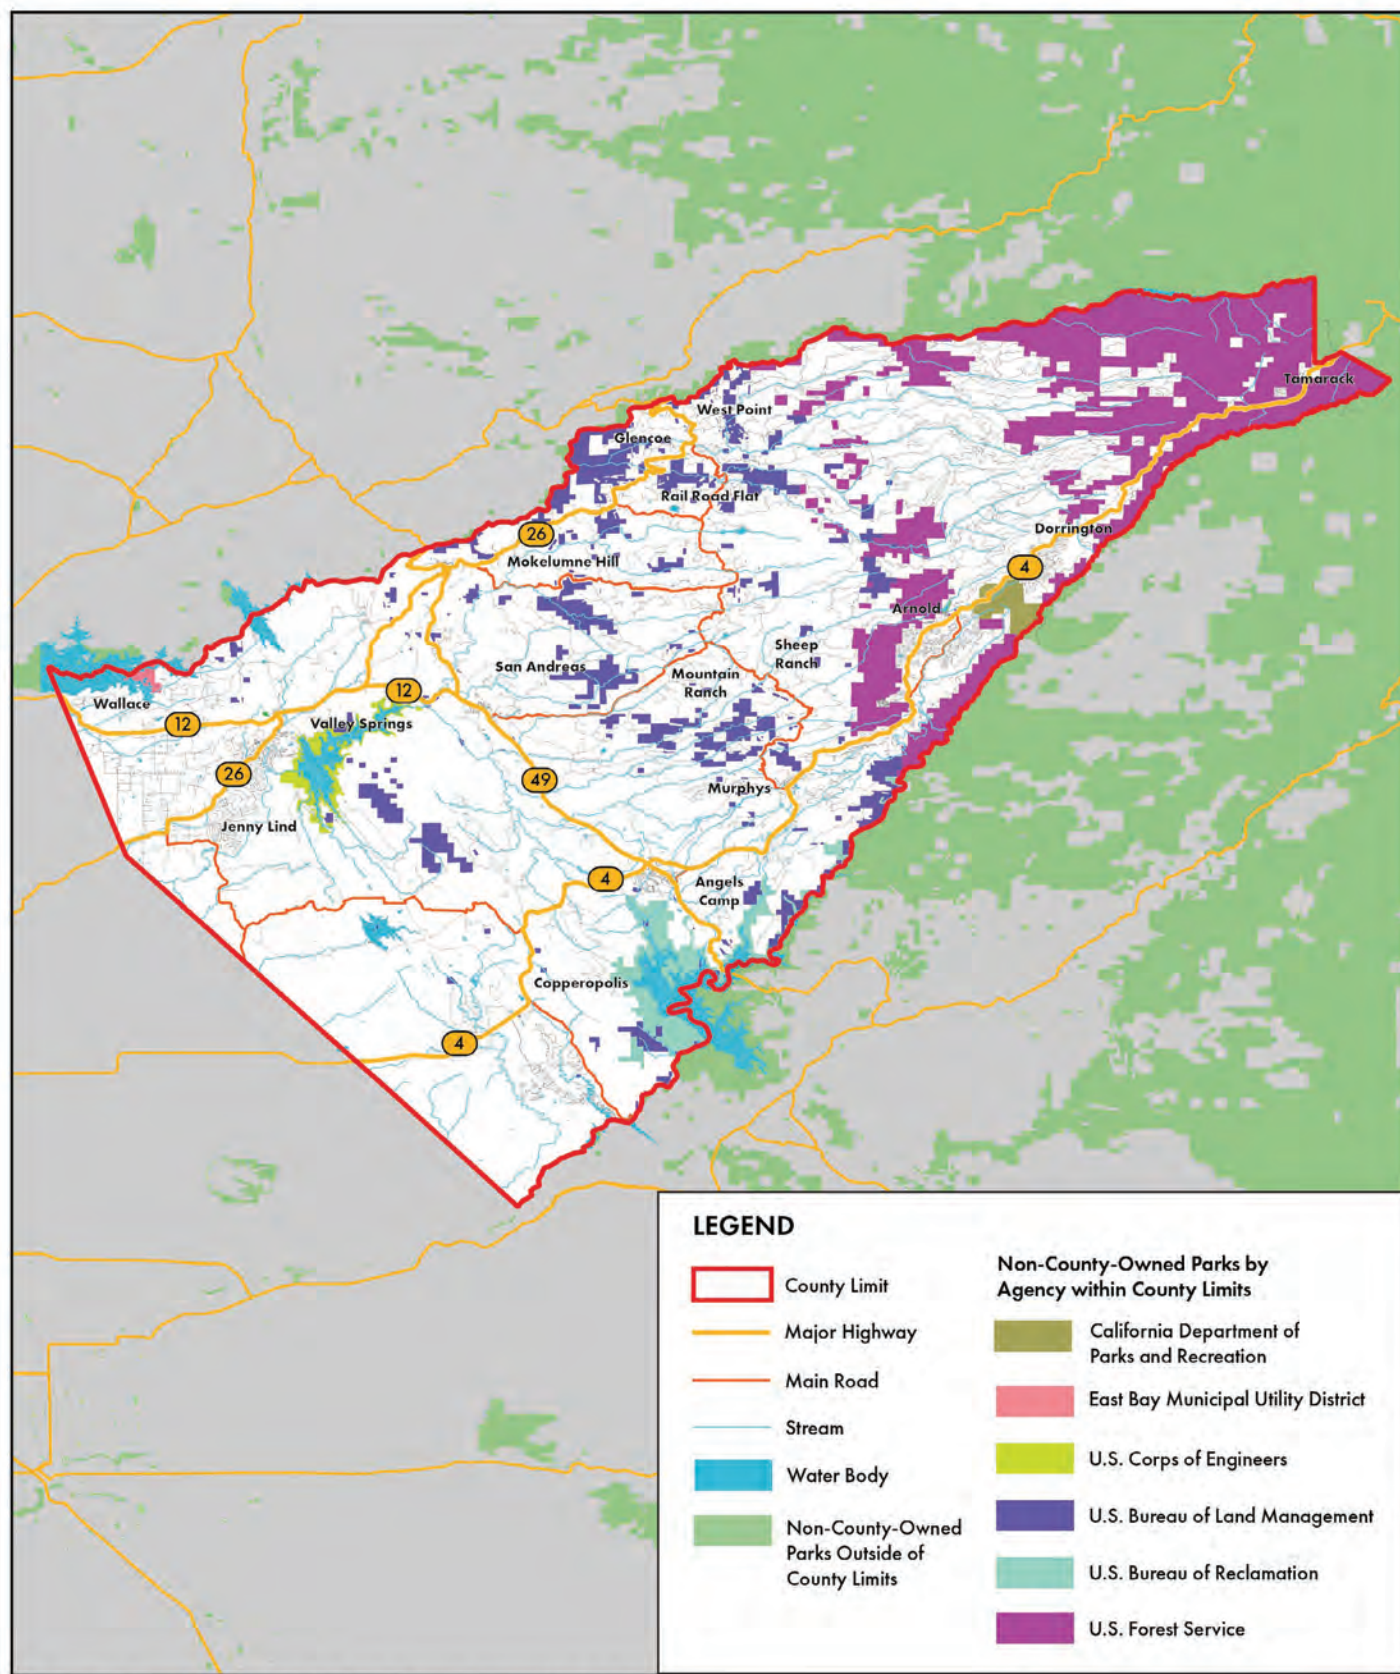 Tamarack
West Point
Glencoe
Rail Road Flat
Dorrington
26
Mokelumne Hill
4
Arnold
Sheep
Ranch
San Andreas
Mountain
Ranch
12
Wallace
12
Valley Springs
26
49
Murphys
Jenny Lind
4
Angels
Camp
Copperopolis
4
LEGEND
County Limit
Major Highway
Main Road
Stream
Water Body
Non-County-Owned
Parks Outside of
County Limits
Non-County-Owned Parks by
Agency within County Limits
California Department of
Parks and Recreation
East Bay Municipal Utility District
U.S. Corps of Engineers
U.S. Bureau of Land Management
U.S. Bureau of Reclamation
U.S. Forest Service